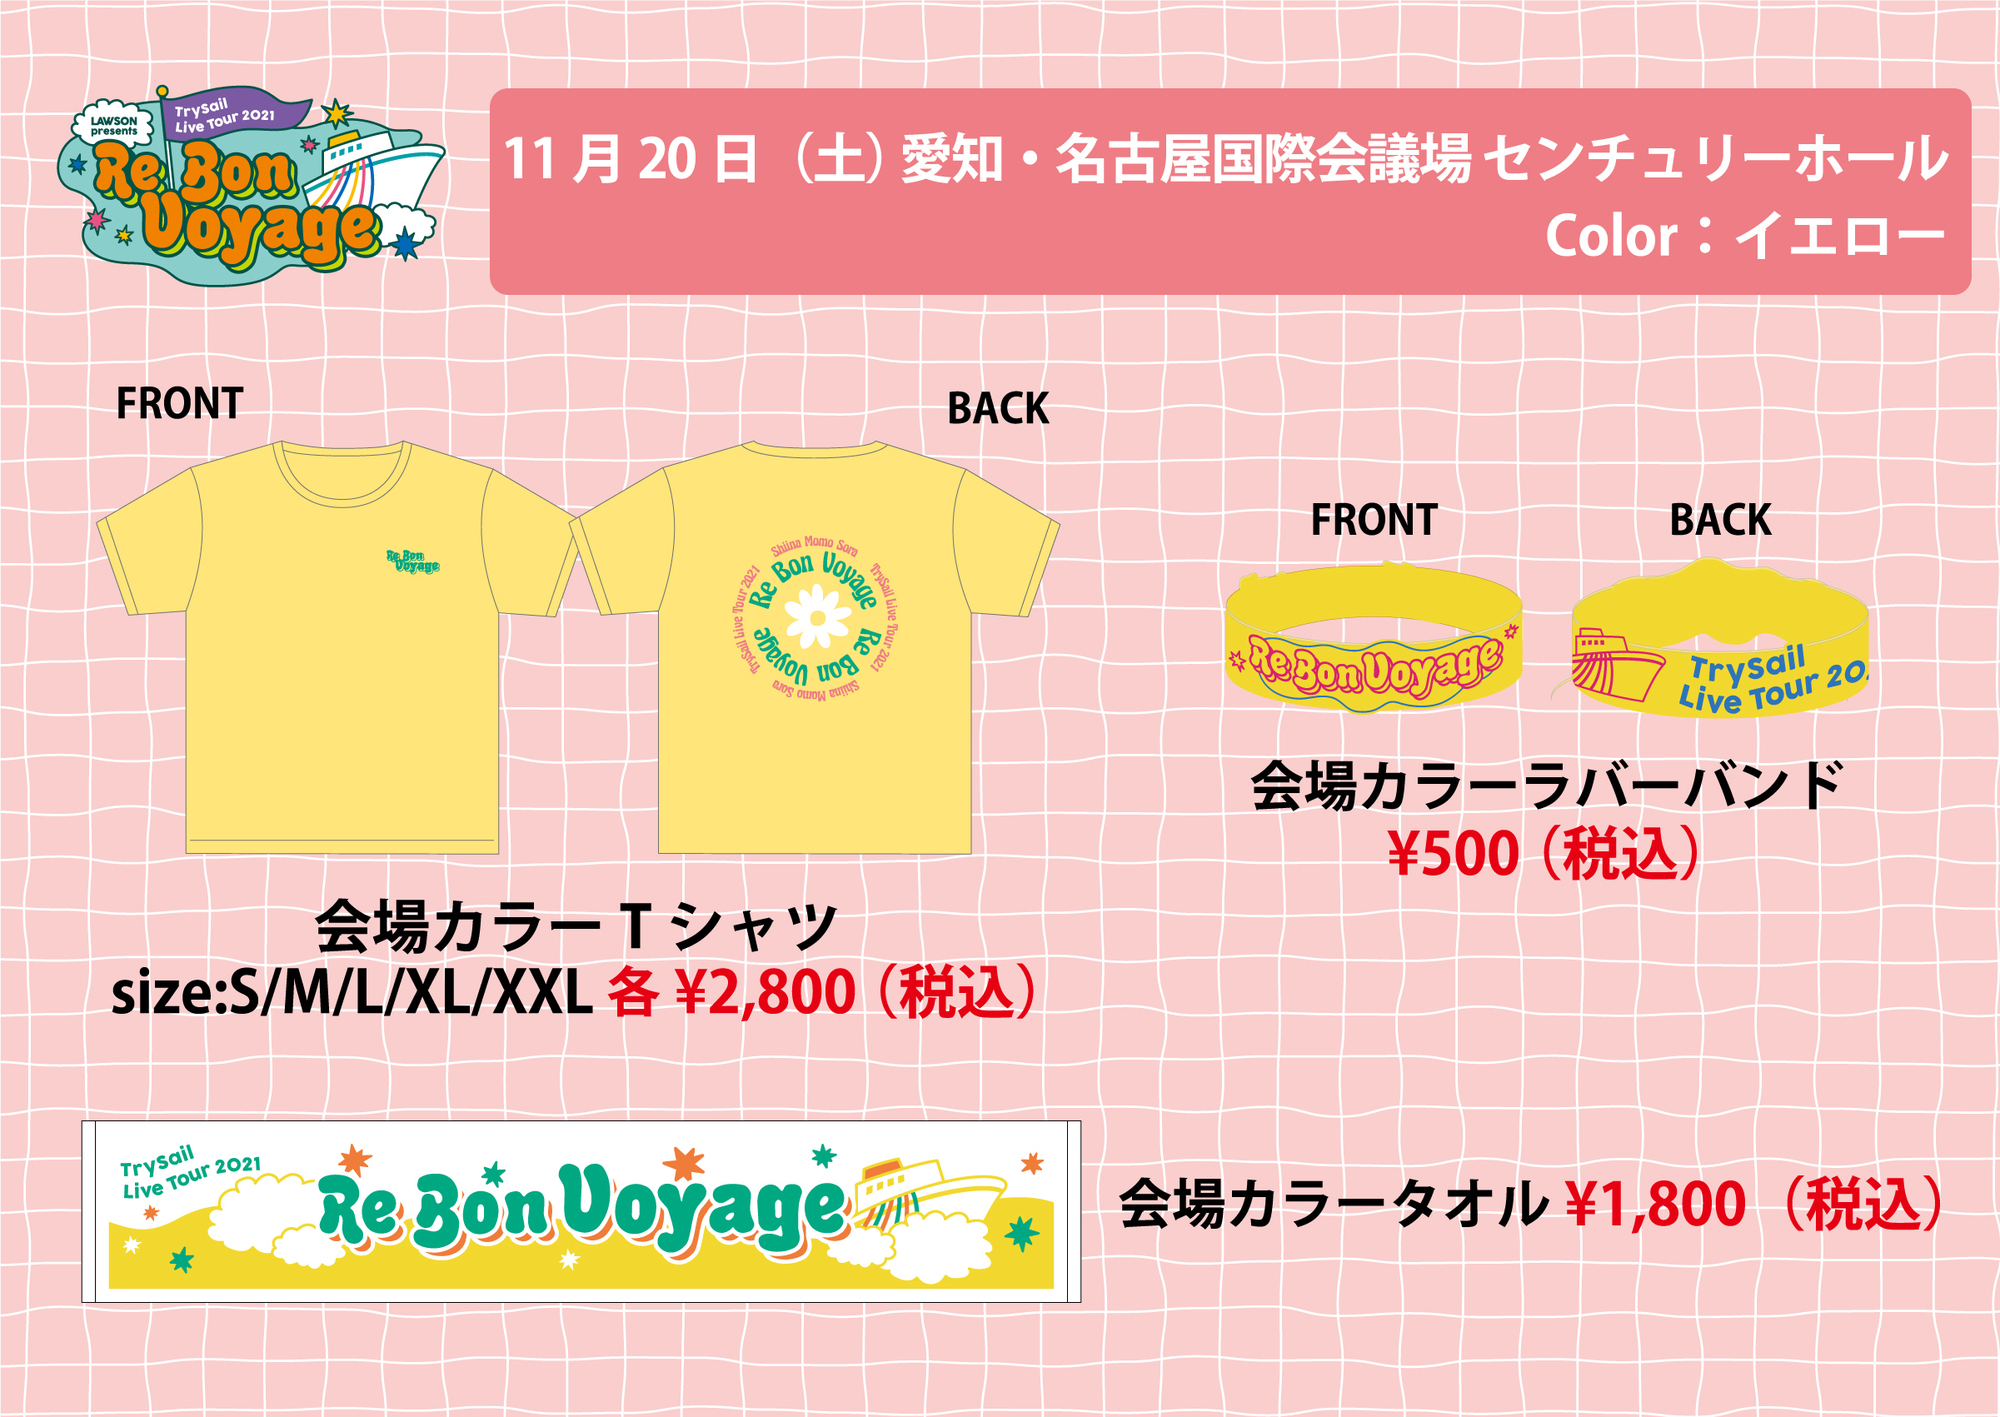 LAWSON
presents
TrySail
Live Tour 2021
Re Bon
Voyage
11月20日（土）愛知・名古屋国際会議場 センチュリーホール
Color：イエロー
FRONT
BACK
Re Bon
Voyage
Shiina Momo Sora
TrySail Live Tour 2021
Shiina Momo Sora
TrySail Live Tour 2021
Re Bon Voyage
Re Bon Voyage
会場カラーTシャツ
size:S/M/L/XL/XXL 各 ¥2,800（税込）
FRONT
BACK
Re Bon Voyage
TrySail
Live Tour 202
会場カラーラバーバンド
¥500（税込）
TrySail
Live Tour 2021
Re Bon Voyage
会場カラータオル ¥1,800（税込）